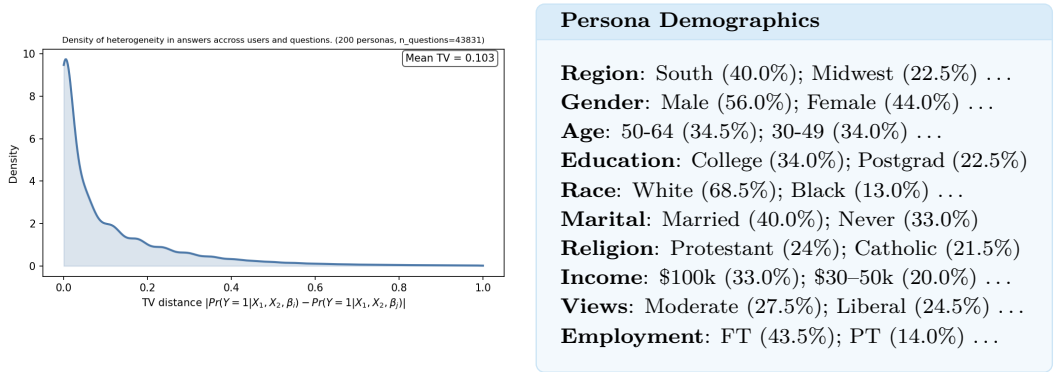 Density of heterogeneity in answers accross users and questions. (200 personas, n_questions=43831)
Mean TV = 0.103
10
8
6
4
2
0
Density
0.0 0.2 0.4 0.6 0.8 1.0
TV distance |Pr(Y = 1|X₁, X₂, βᵢ) − Pr(Y = 1|X₁, X₂, βⱼ)|
Persona Demographics
Region: South (40.0%); Midwest (22.5%) ...
Gender: Male (56.0%); Female (44.0%) ...
Age: 50-64 (34.5%); 30-49 (34.0%) ...
Education: College (34.0%); Postgrad (22.5%)
Race: White (68.5%); Black (13.0%) ...
Marital: Married (40.0%); Never (33.0%)
Religion: Protestant (24%); Catholic (21.5%)
Income: $100k (33.0%); $30–50k (20.0%) ...
Views: Moderate (27.5%); Liberal (24.5%) ...
Employment: FT (43.5%); PT (14.0%) ...